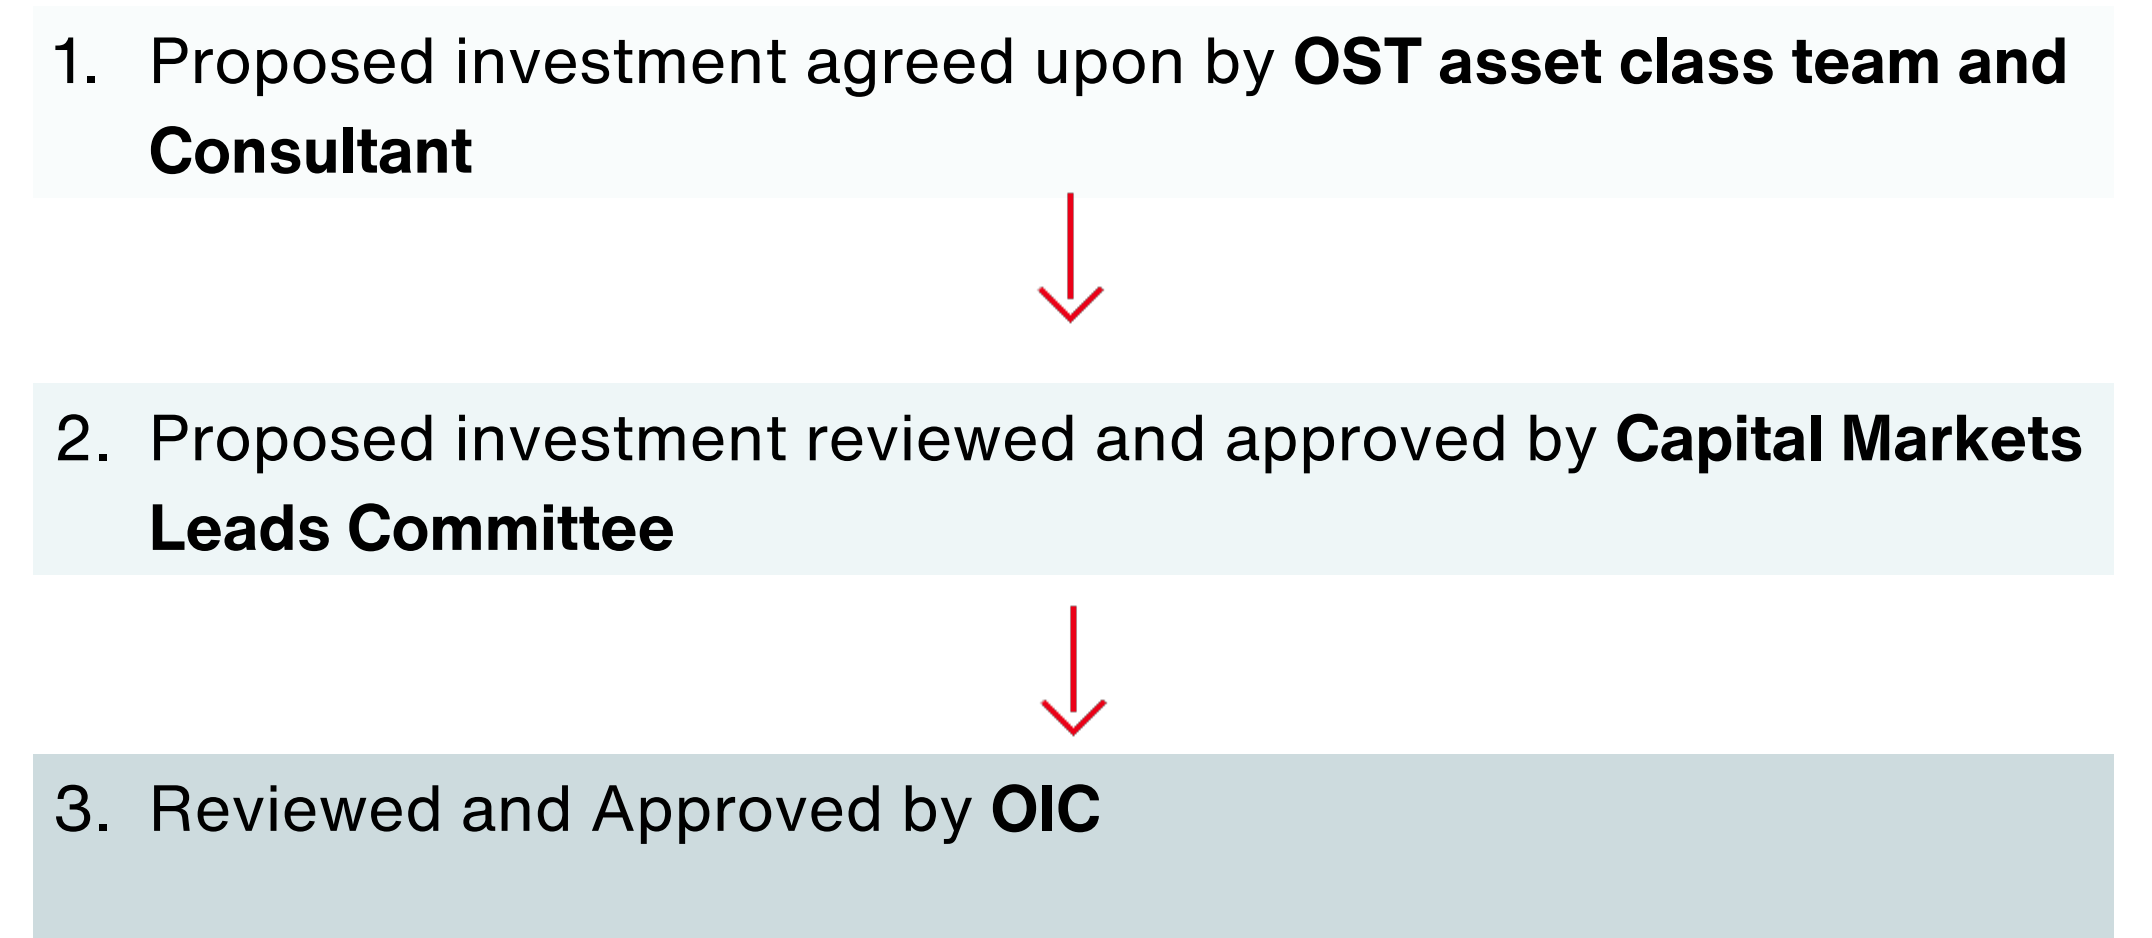 1. Proposed investment agreed upon by OST asset class team and
Consultant
2. Proposed investment reviewed and approved by Capital Markets
Leads Committee
3. Reviewed and Approved by OIC